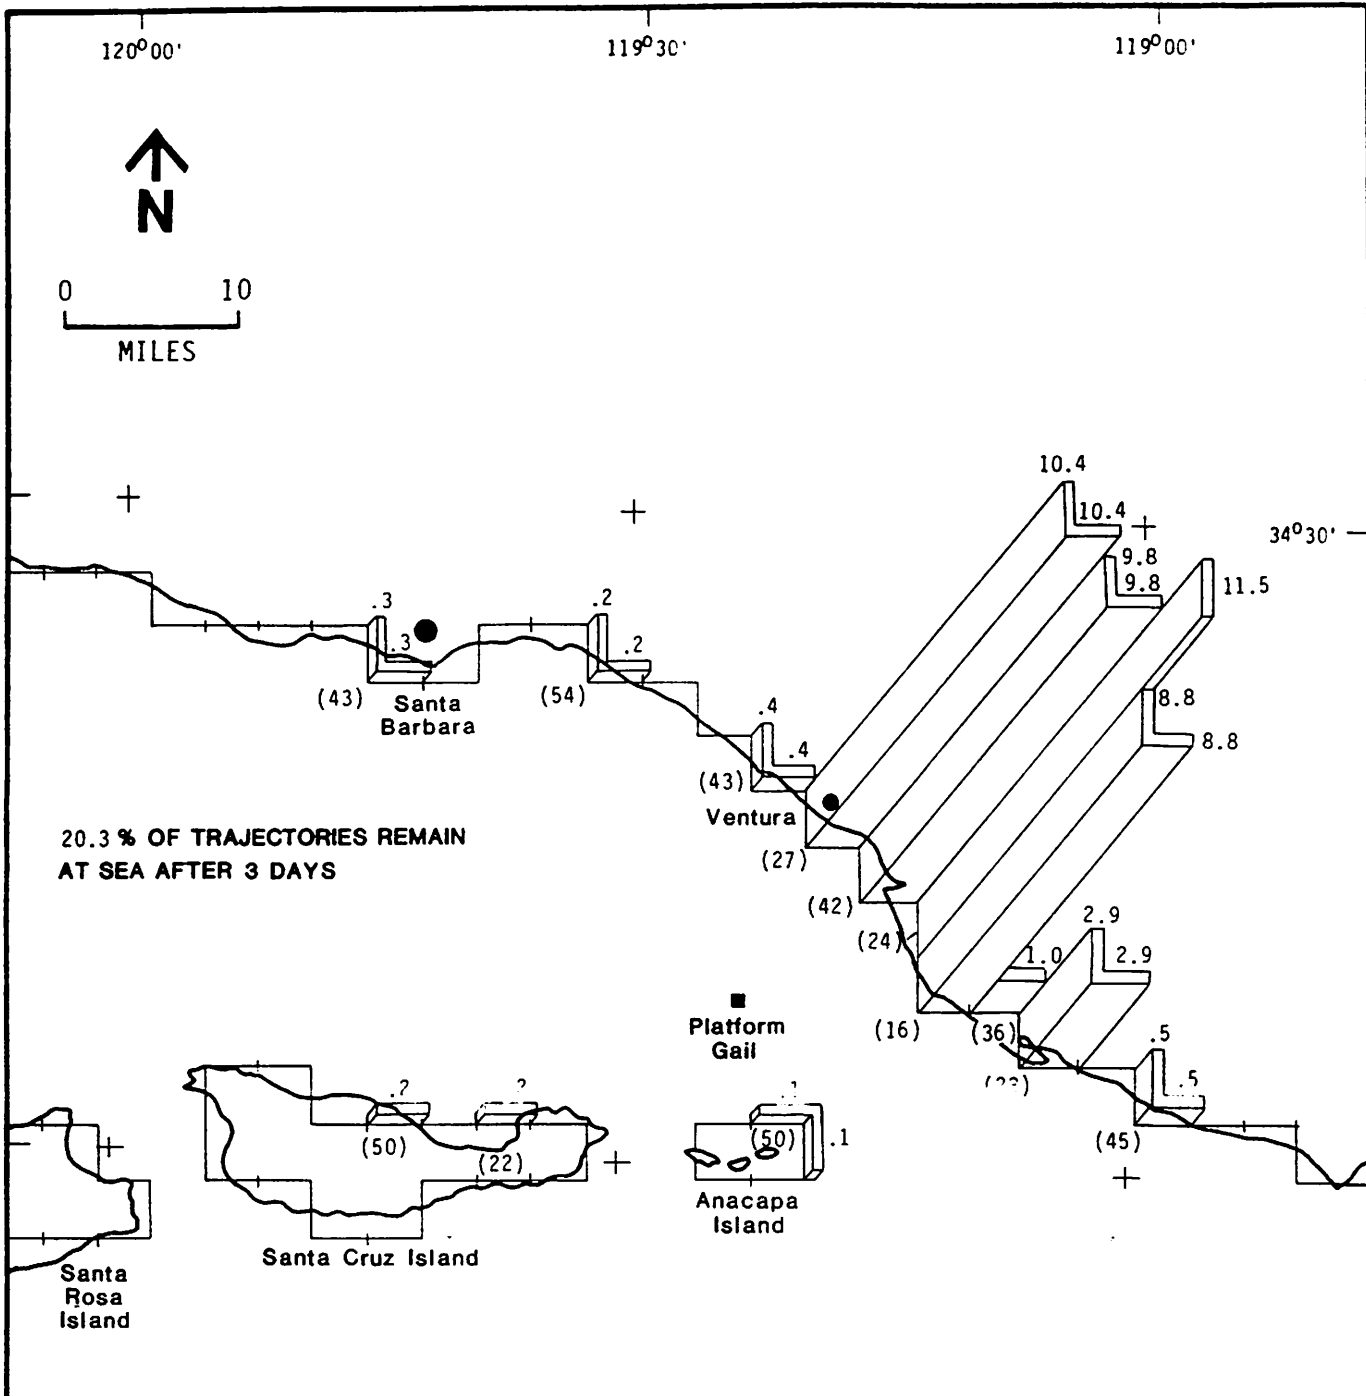 120°00'
119°30'
119°00'
N
0 10
MILES
10.4
10.4
34°30'
9.8
9.8
11.5
.3
.2
.3
.2
(43)
(54)
Santa
Barbara
8.8
8.8
.4
.4
(43)
Ventura
20.3 % OF TRAJECTORIES REMAIN
AT SEA AFTER 3 DAYS
(27)
(42)
(24)
2.9
1.0
2.9
Platform
Gail
(16)
(36)
.5
.5
.2
.2
.1
.1
(50)
(22)
(50)
(45)
Anacapa
Island
Santa Cruz Island
Santa
Rosa
Island